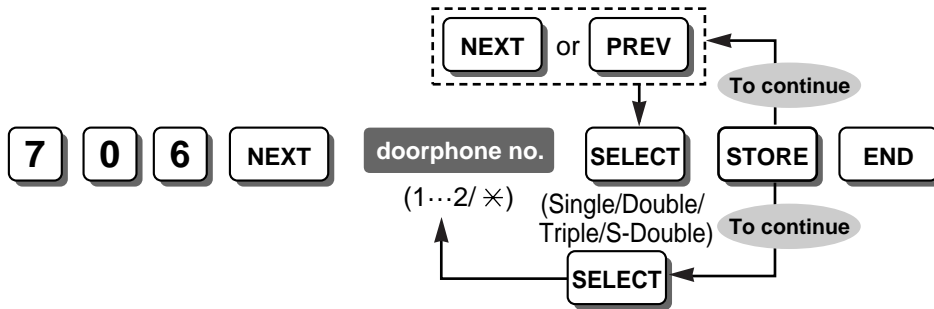 NEXT or PREV
To continue
7 0 6 NEXT doorphone no. SELECT STORE END
(1···2/ ✳) (Single/Double/
Triple/S-Double)
To continue
SELECT